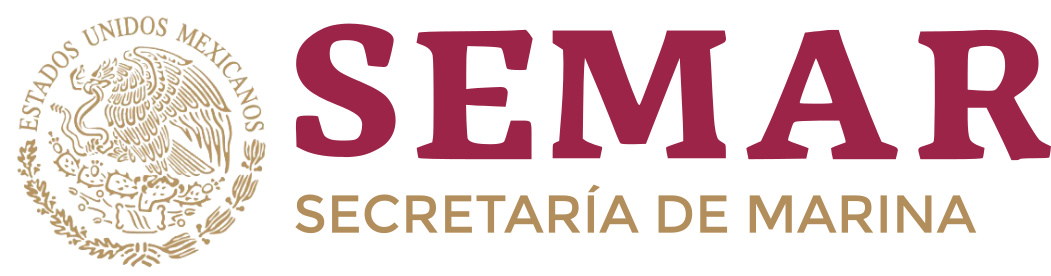 ESTADOS UNIDOS MEXICANOS
SEMAR
SECRETARÍA DE MARINA